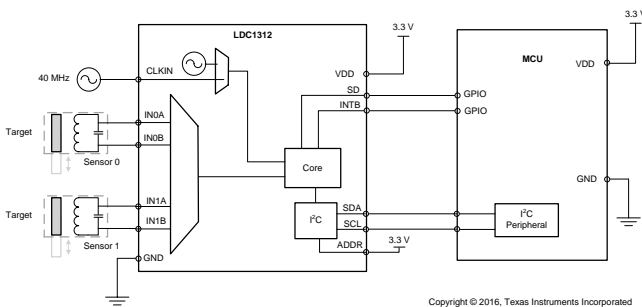 3.3 V
3.3 V
LDC1312
MCU
40 MHz
CLKIN
VDD
VDD
SD
GPIO
INTB
GPIO
Target
IN0A
IN0B
Sensor 0
Core
GND
Target
IN1A
IN1B
Sensor 1
I²C
SDA
SCL
I²C
Peripheral
ADDR
3.3 V
GND
Copyright © 2016, Texas Instruments Incorporated